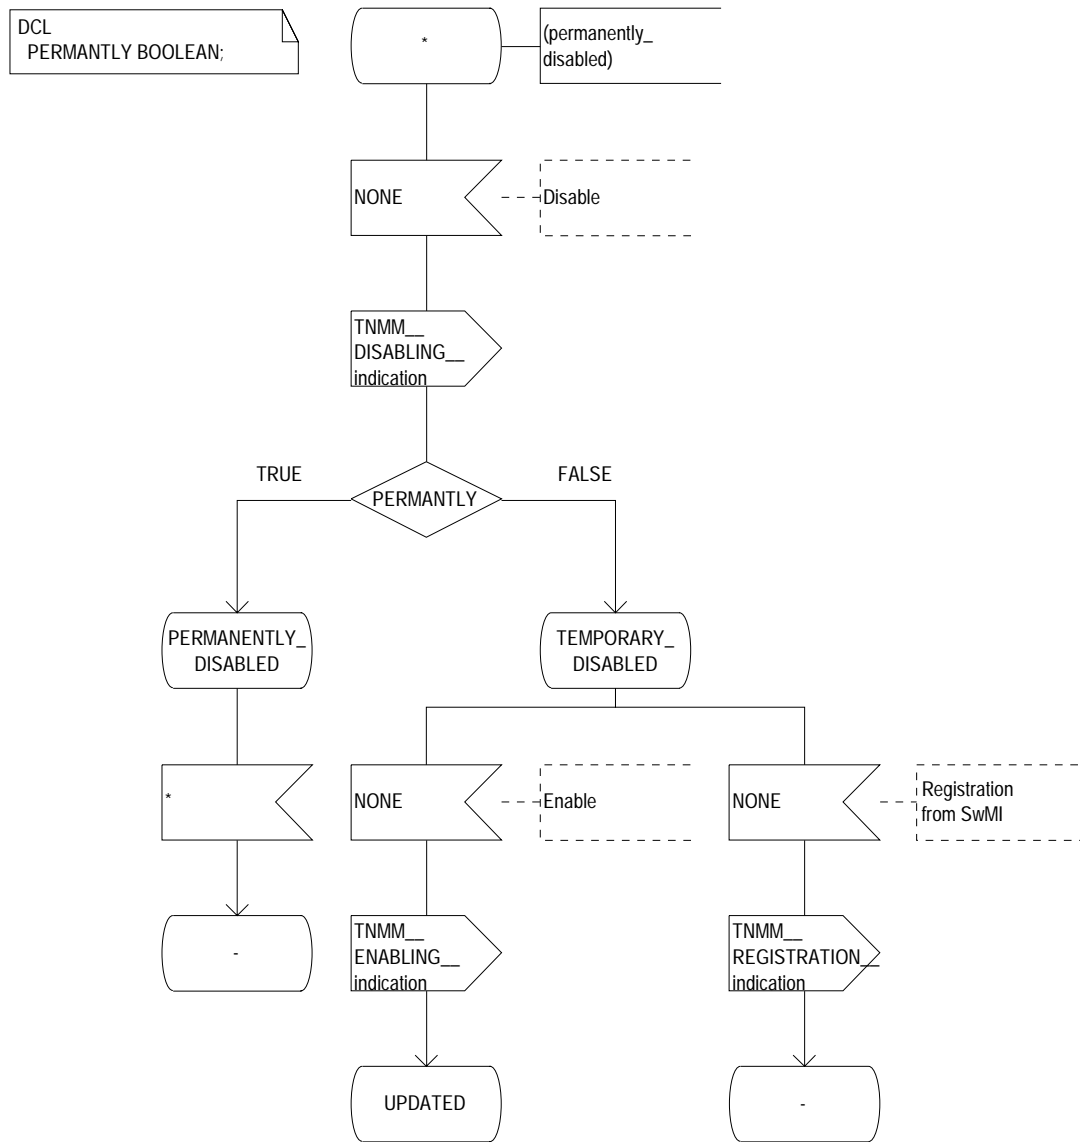 DCL
PERMANTLY BOOLEAN;
*
(permanently_
disabled)
NONE
Disable
TNMM__
DISABLING__
indication
TRUE
FALSE
PERMANTLY
PERMANENTLY_
DISABLED
TEMPORARY_
DISABLED
*
NONE
Enable
NONE
Registration
from SwMI
-
TNMM__
ENABLING__
indication
TNMM__
REGISTRATION__
indication
UPDATED
-